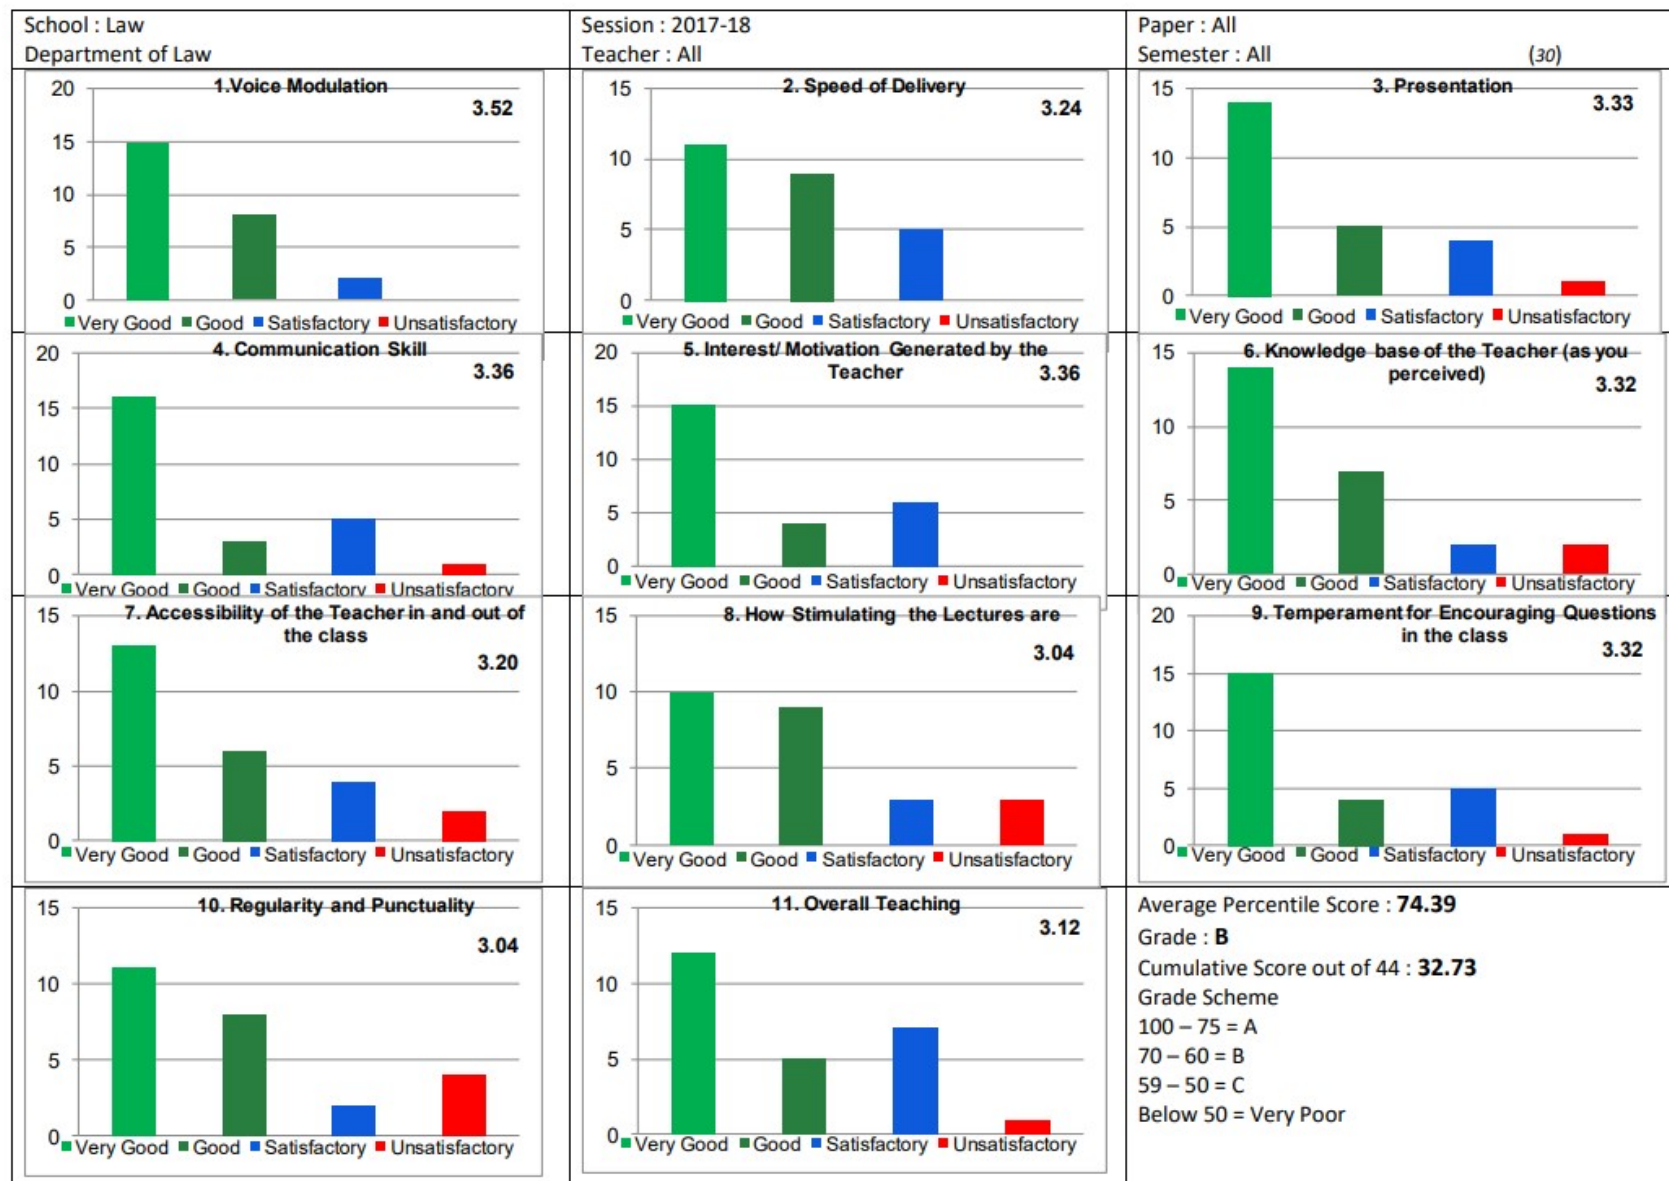 School : Law
Department of Law
Session : 2017-18
Teacher : All
Paper : All
Semester : All (30)
1.Voice Modulation
3.52
20
15
10
5
0
Very Good Good Satisfactory Unsatisfactory
2. Speed of Delivery
3.24
15
10
5
0
Very Good Good Satisfactory Unsatisfactory
3. Presentation
3.33
15
10
5
0
Very Good Good Satisfactory Unsatisfactory
4. Communication Skill
3.36
20
15
10
5
0
Very Good Good Satisfactory Unsatisfactory
5. Interest/ Motivation Generated by the
Teacher
3.36
20
15
10
5
0
Very Good Good Satisfactory Unsatisfactory
6. Knowledge base of the Teacher (as you
perceived)
3.32
15
10
5
0
Very Good Good Satisfactory Unsatisfactory
7. Accessibility of the Teacher in and out of
the class
3.20
15
10
5
0
Very Good Good Satisfactory Unsatisfactory
8. How Stimulating the Lectures are
3.04
15
10
5
0
Very Good Good Satisfactory Unsatisfactory
9. Temperament for Encouraging Questions
in the class
3.32
20
15
10
5
0
Very Good Good Satisfactory Unsatisfactory
10. Regularity and Punctuality
3.04
15
10
5
0
Very Good Good Satisfactory Unsatisfactory
11. Overall Teaching
3.12
15
10
5
0
Very Good Good Satisfactory Unsatisfactory
Average Percentile Score : 74.39
Grade : B
Cumulative Score out of 44 : 32.73
Grade Scheme
100 – 75 = A
70 – 60 = B
59 – 50 = C
Below 50 = Very Poor